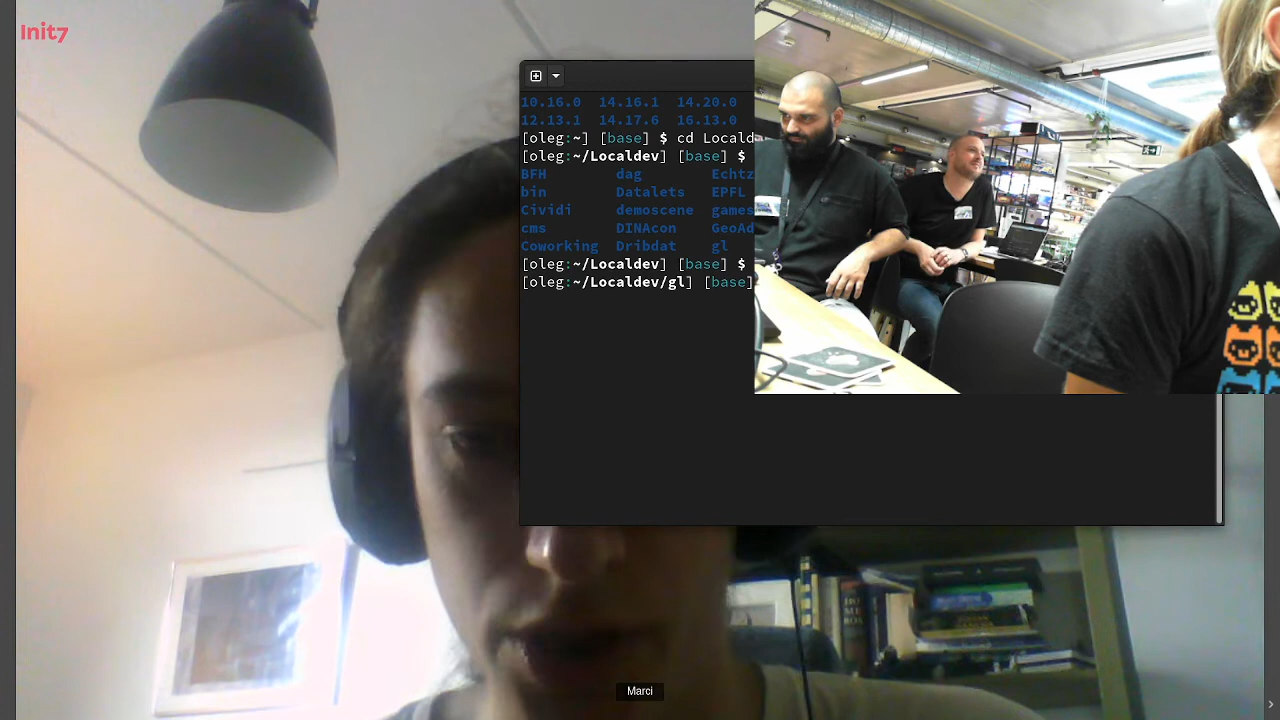 Init7
10.16.0 14.16.1 14.20.0
12.13.1 14.17.6 16.13.0
[oleg:~] [base] $ cd Locald
[oleg:~/Localdev] [base] $
BFH dag Echtz
bin Datalets EPFL
Cividi demoscene games
cms DINAcon GeoAd
Coworking Dribdat gl
[oleg:~/Localdev] [base] $
[oleg:~/Localdev/gl] [base]
Marci